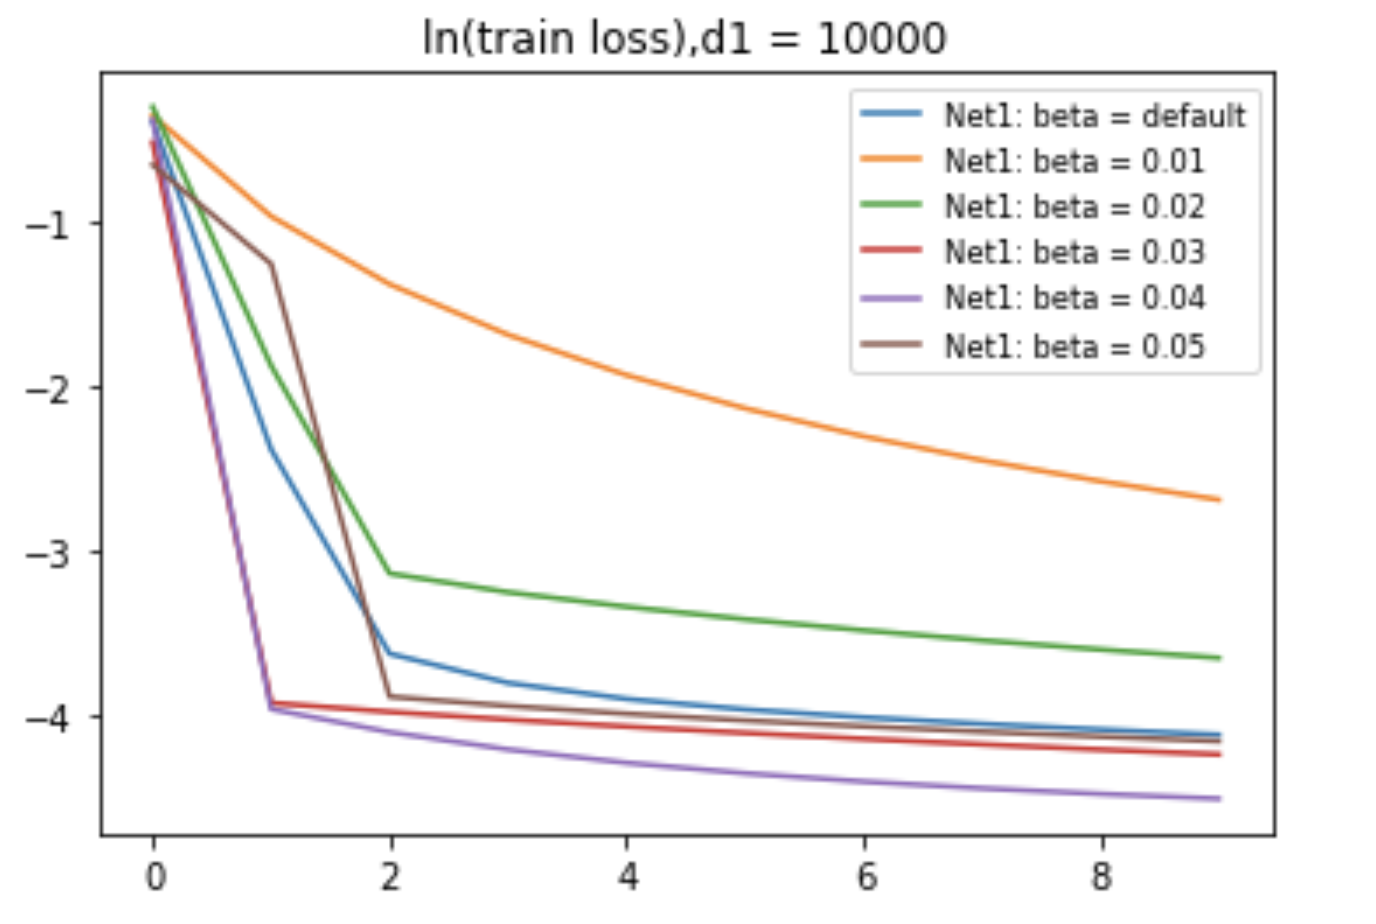 ln(train loss),d1 = 10000
Net1: beta = default
Net1: beta = 0.01
Net1: beta = 0.02
Net1: beta = 0.03
Net1: beta = 0.04
Net1: beta = 0.05
−1
−2
−3
−4
0 2 4 6 8